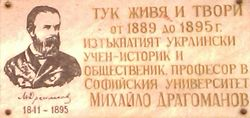 ТУК ЖИВЯ И ТВОРИ
ОТ 1889 ДО 1895 Г.
ИЗТЪКНАТИЯТ УКРАИНСКИ
УЧЕН-ИСТОРИК И
ОБЩЕСТВЕНИК, ПРОФЕСОР В
СОФИЙСКИЯ УНИВЕРСИТЕТ
МИХАЙЛО ДРАГОМАНОВ
1841 - 1895